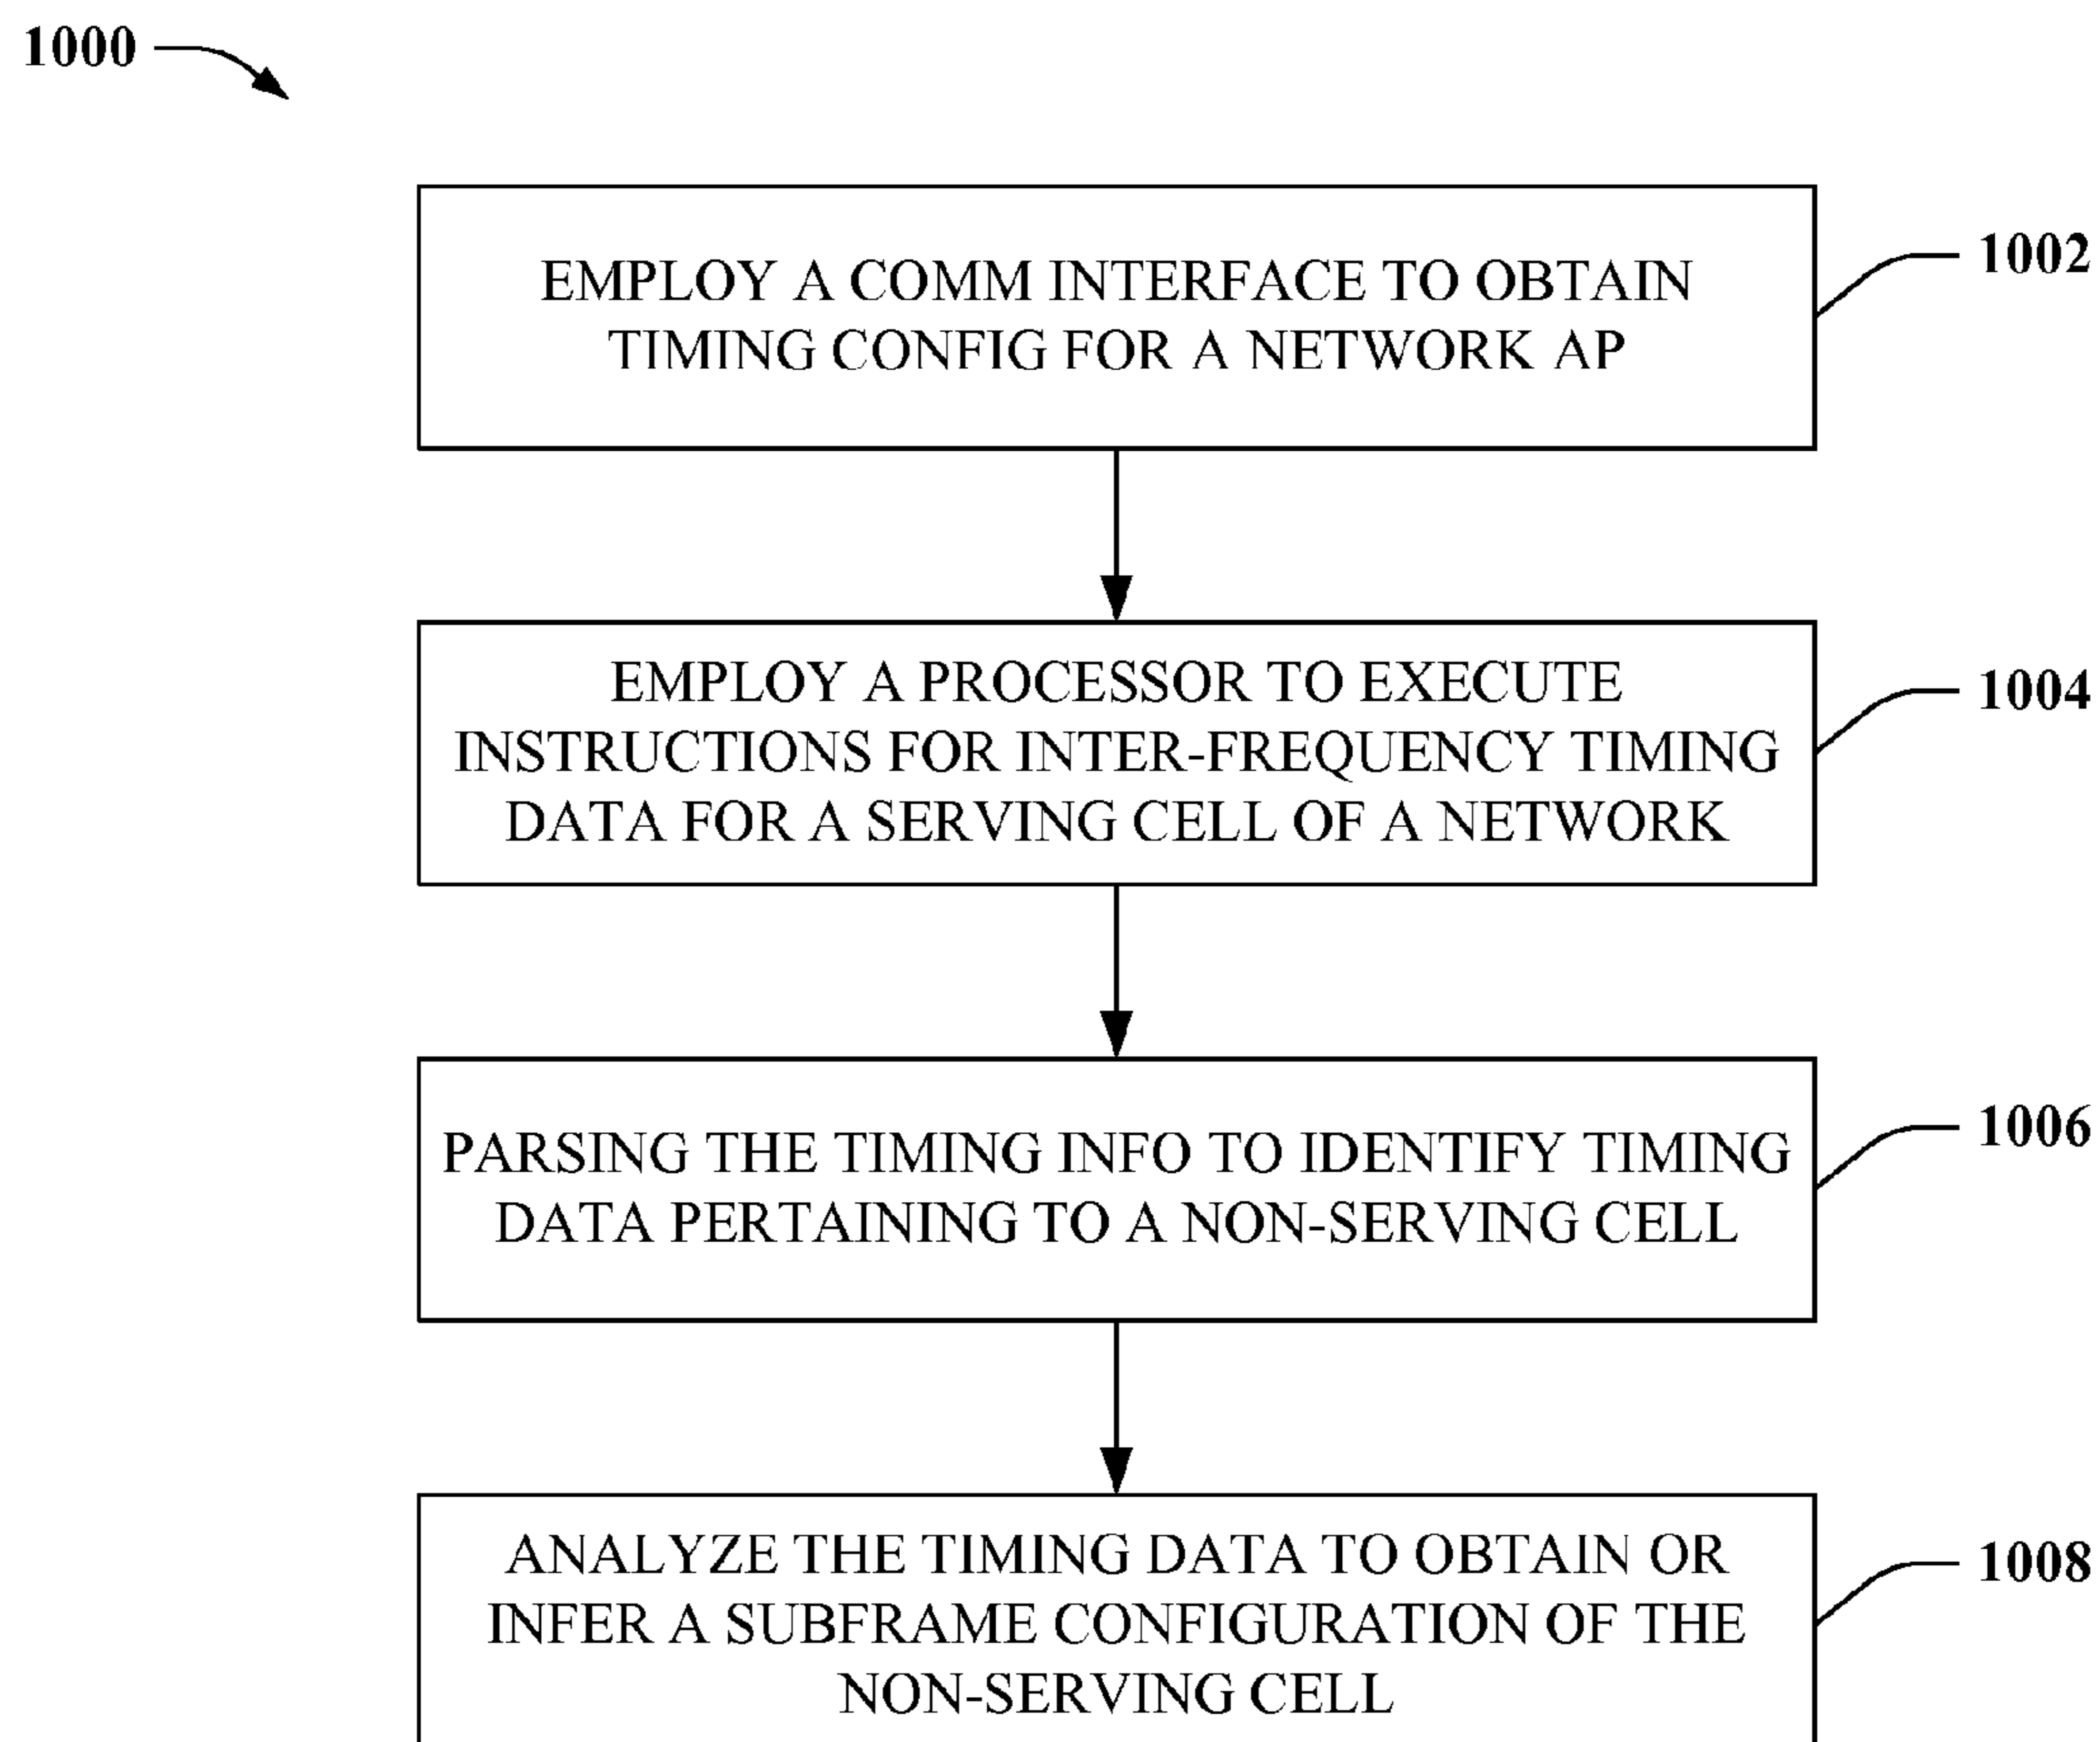 1000
EMPLOY A COMM INTERFACE TO OBTAIN
TIMING CONFIG FOR A NETWORK AP
1002
EMPLOY A PROCESSOR TO EXECUTE
INSTRUCTIONS FOR INTER-FREQUENCY TIMING
DATA FOR A SERVING CELL OF A NETWORK
1004
PARSING THE TIMING INFO TO IDENTIFY TIMING
DATA PERTAINING TO A NON-SERVING CELL
1006
ANALYZE THE TIMING DATA TO OBTAIN OR
INFER A SUBFRAME CONFIGURATION OF THE
NON-SERVING CELL
1008